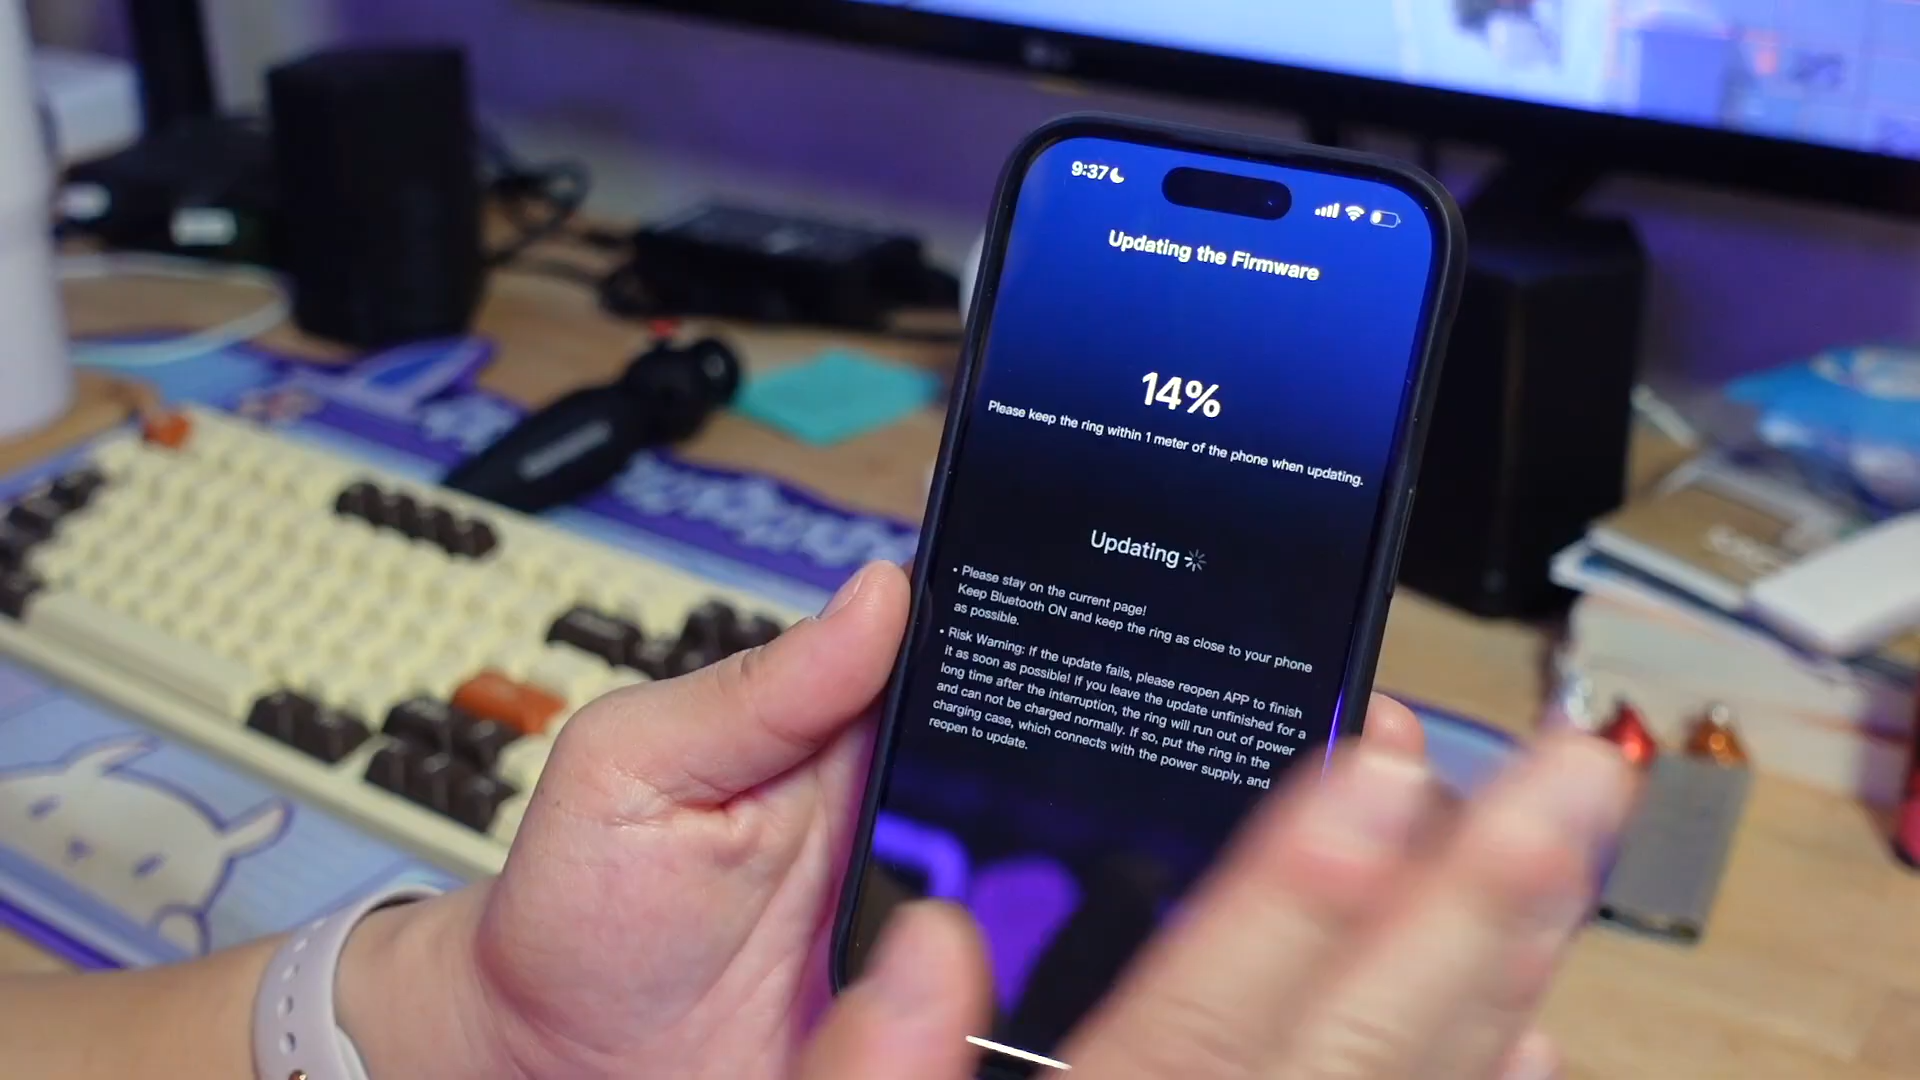 9:37
Updating the Firmware
14%
Please keep the ring within 1 meter of the phone when updating.
Updating
• Please stay on the current page!
Keep Bluetooth ON and keep the ring as close to your phone
as possible.
• Risk Warning: If the update fails, please reopen APP to finish
it as soon as possible! If you leave the update unfinished for a
long time after the interruption, the ring will run out of power
and can not be charged normally. If so, put the ring in the
charging case, which connects with the power supply, and
reopen to update.